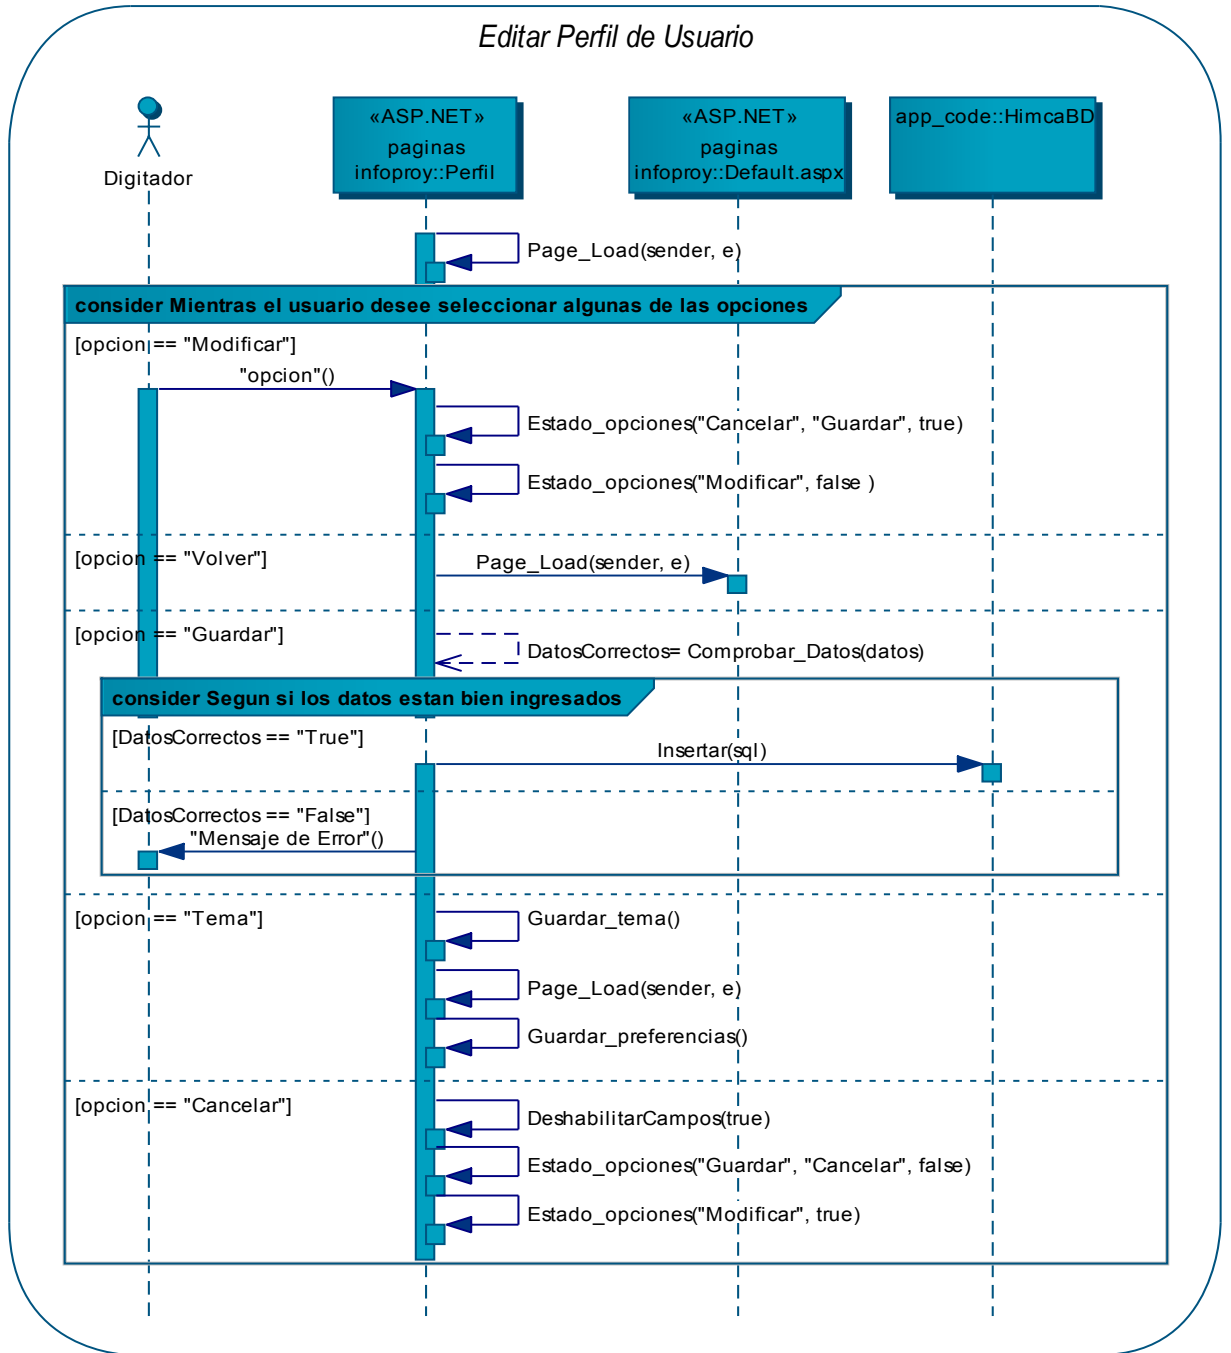 Editar Perfil de Usuario
Digitador
«ASP.NET»
paginas
infoproy::Perfil
«ASP.NET»
paginas
infoproy::Default.aspx
app_code::HimcaBD
Page_Load(sender, e)
consider Mientras el usuario desee seleccionar algunas de las opciones
[opcion == "Modificar"]
"opcion"()
Estado_opciones("Cancelar", "Guardar", true)
Estado_opciones("Modificar", false )
[opcion == "Volver"]
Page_Load(sender, e)
[opcion == "Guardar"]
DatosCorrectos= Comprobar_Datos(datos)
consider Segun si los datos estan bien ingresados
[DatosCorrectos == "True"]
Insertar(sql)
[DatosCorrectos == "False"]
"Mensaje de Error"()
[opcion == "Tema"]
Guardar_tema()
Page_Load(sender, e)
Guardar_preferencias()
[opcion == "Cancelar"]
DeshabilitarCampos(true)
Estado_opciones("Guardar", "Cancelar", false)
Estado_opciones("Modificar", true)